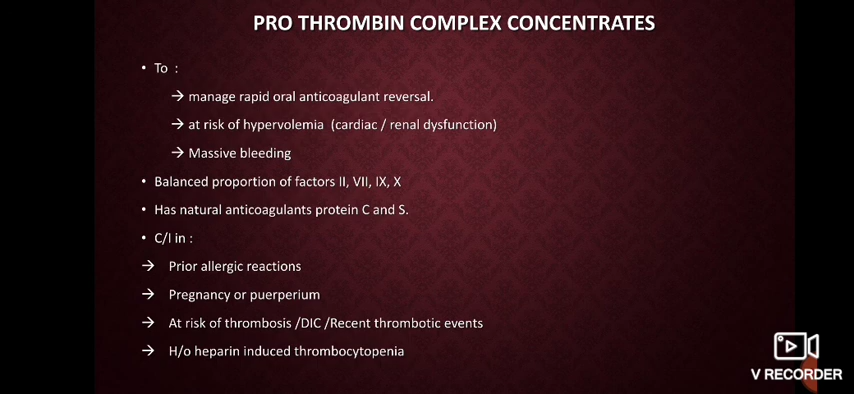 PRO THROMBIN COMPLEX CONCENTRATES
• To :
→ manage rapid oral anticoagulant reversal.
→ at risk of hypervolemia (cardiac / renal dysfunction)
→ Massive bleeding
• Balanced proportion of factors II, VII, IX, X
• Has natural anticoagulants protein C and S.
• C/I in :
→ Prior allergic reactions
→ Pregnancy or puerperium
→ At risk of thrombosis /DIC /Recent thrombotic events
→ H/o heparin induced thrombocytopenia
V RECORDER